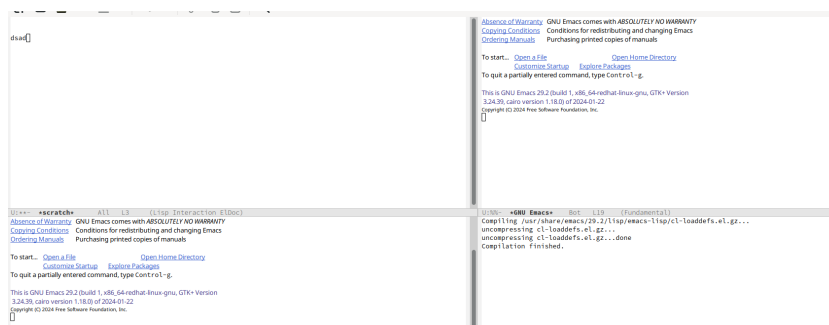 dsad
U:**-  *scratch*      All   L3     (Lisp Interaction ElDoc)
Absence of Warranty   GNU Emacs comes with ABSOLUTELY NO WARRANTY
Copying Conditions   Conditions for redistributing and changing Emacs
Ordering Manuals   Purchasing printed copies of manuals
To start...   Open a File   Open Home Directory
Customize Startup   Explore Packages
To quit a partially entered command, type Control-g.
This is GNU Emacs 29.2 (build 1, x86_64-redhat-linux-gnu, GTK+ Version
3.24.39, cairo version 1.18.0) of 2024-01-22
Copyright (C) 2024 Free Software Foundation, Inc.
U:%%-  *GNU Emacs*   Bot   L19    (Fundamental)
Absence of Warranty   GNU Emacs comes with ABSOLUTELY NO WARRANTY
Copying Conditions   Conditions for redistributing and changing Emacs
Ordering Manuals   Purchasing printed copies of manuals
To start...   Open a File   Open Home Directory
Customize Startup   Explore Packages
To quit a partially entered command, type Control-g.
This is GNU Emacs 29.2 (build 1, x86_64-redhat-linux-gnu, GTK+ Version
3.24.39, cairo version 1.18.0) of 2024-01-22
Copyright (C) 2024 Free Software Foundation, Inc.
Compiling /usr/share/emacs/29.2/lisp/emacs-lisp/cl-loaddefs.el.gz...
uncompressing cl-loaddefs.el.gz...
uncompressing cl-loaddefs.el.gz...done
Compilation finished.